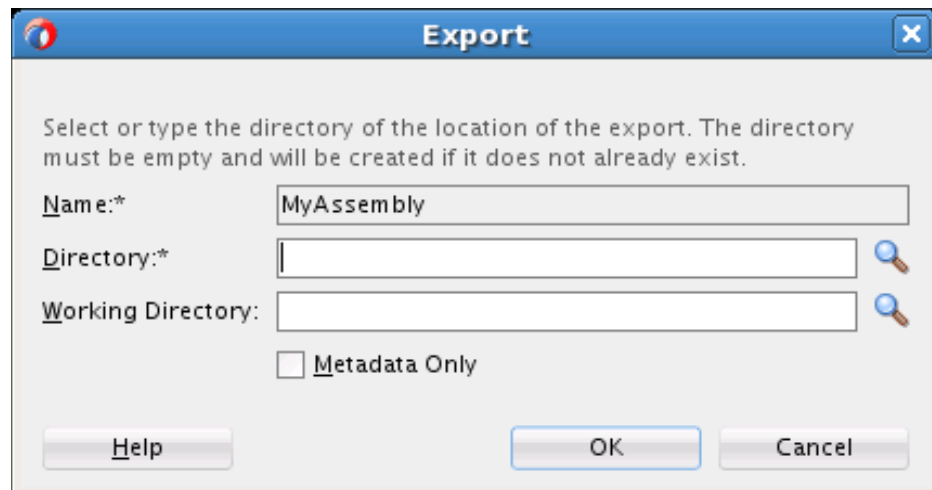 Export
Select or type the directory of the location of the export. The directory
must be empty and will be created if it does not already exist.
Name:* MyAssembly
Directory:*
Working Directory:
Metadata Only
Help OK Cancel